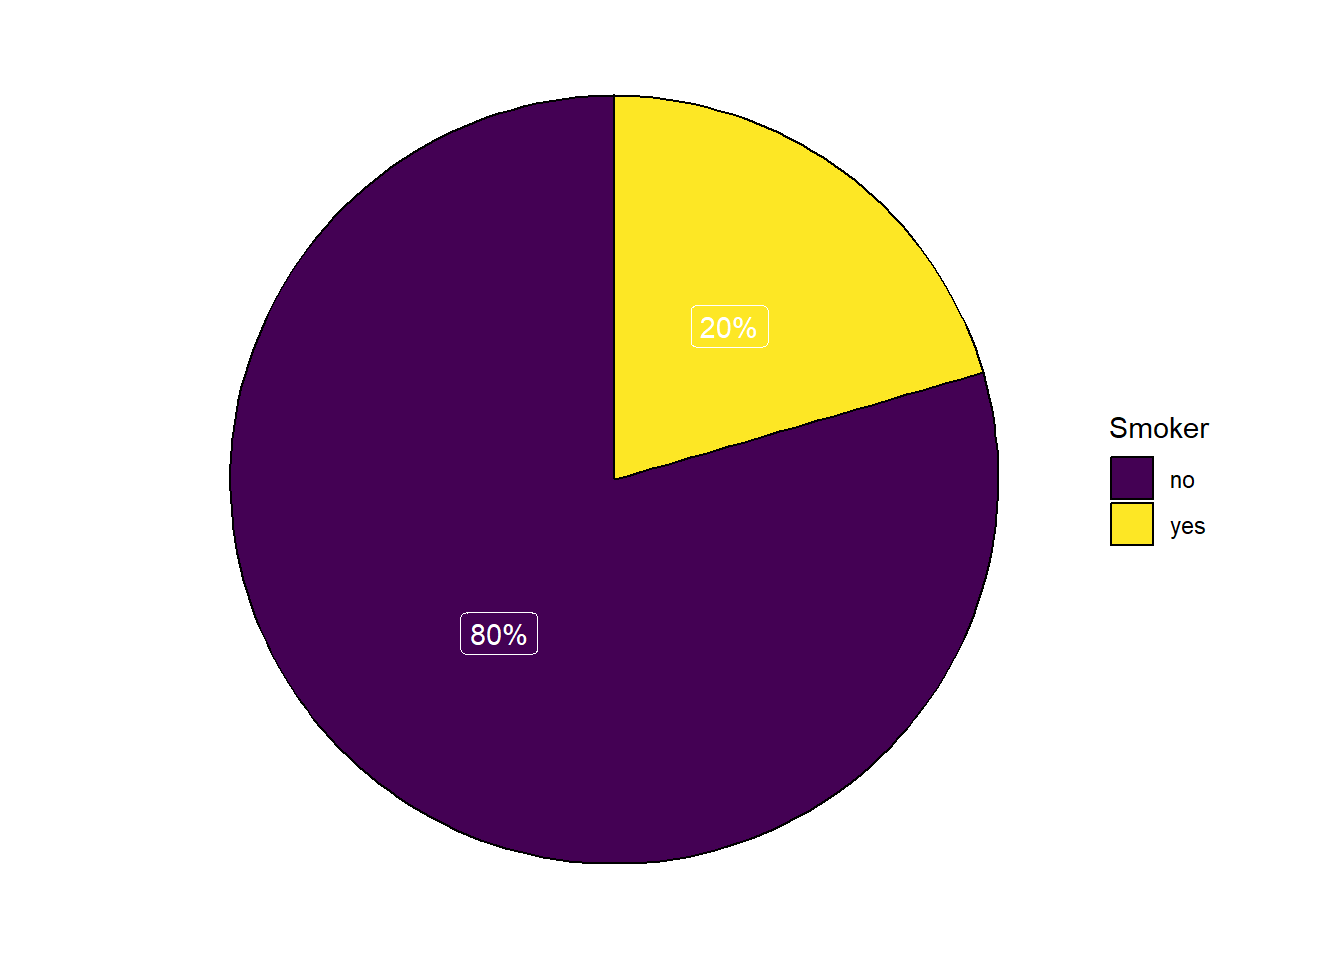 20%
80%
Smoker
no
yes